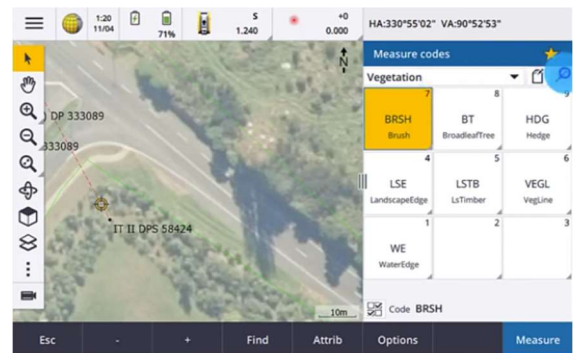 1:20
11/04
71%
S
1.240
+0
0.000
HA:330°55'02" VA:90°52'53"
Measure codes
N
Vegetation
DP 333089
333089
IT II DPS 58424
10m
7
BRSH
Brush
8
BT
BroadleafTree
9
HDG
Hedge
4
LSE
LandscapeEdge
5
LSTB
LsTimber
6
VEGL
VegLine
1
WE
WaterEdge
2
3
Code BRSH
Esc
-
+
Find
Attrib
Options
Measure